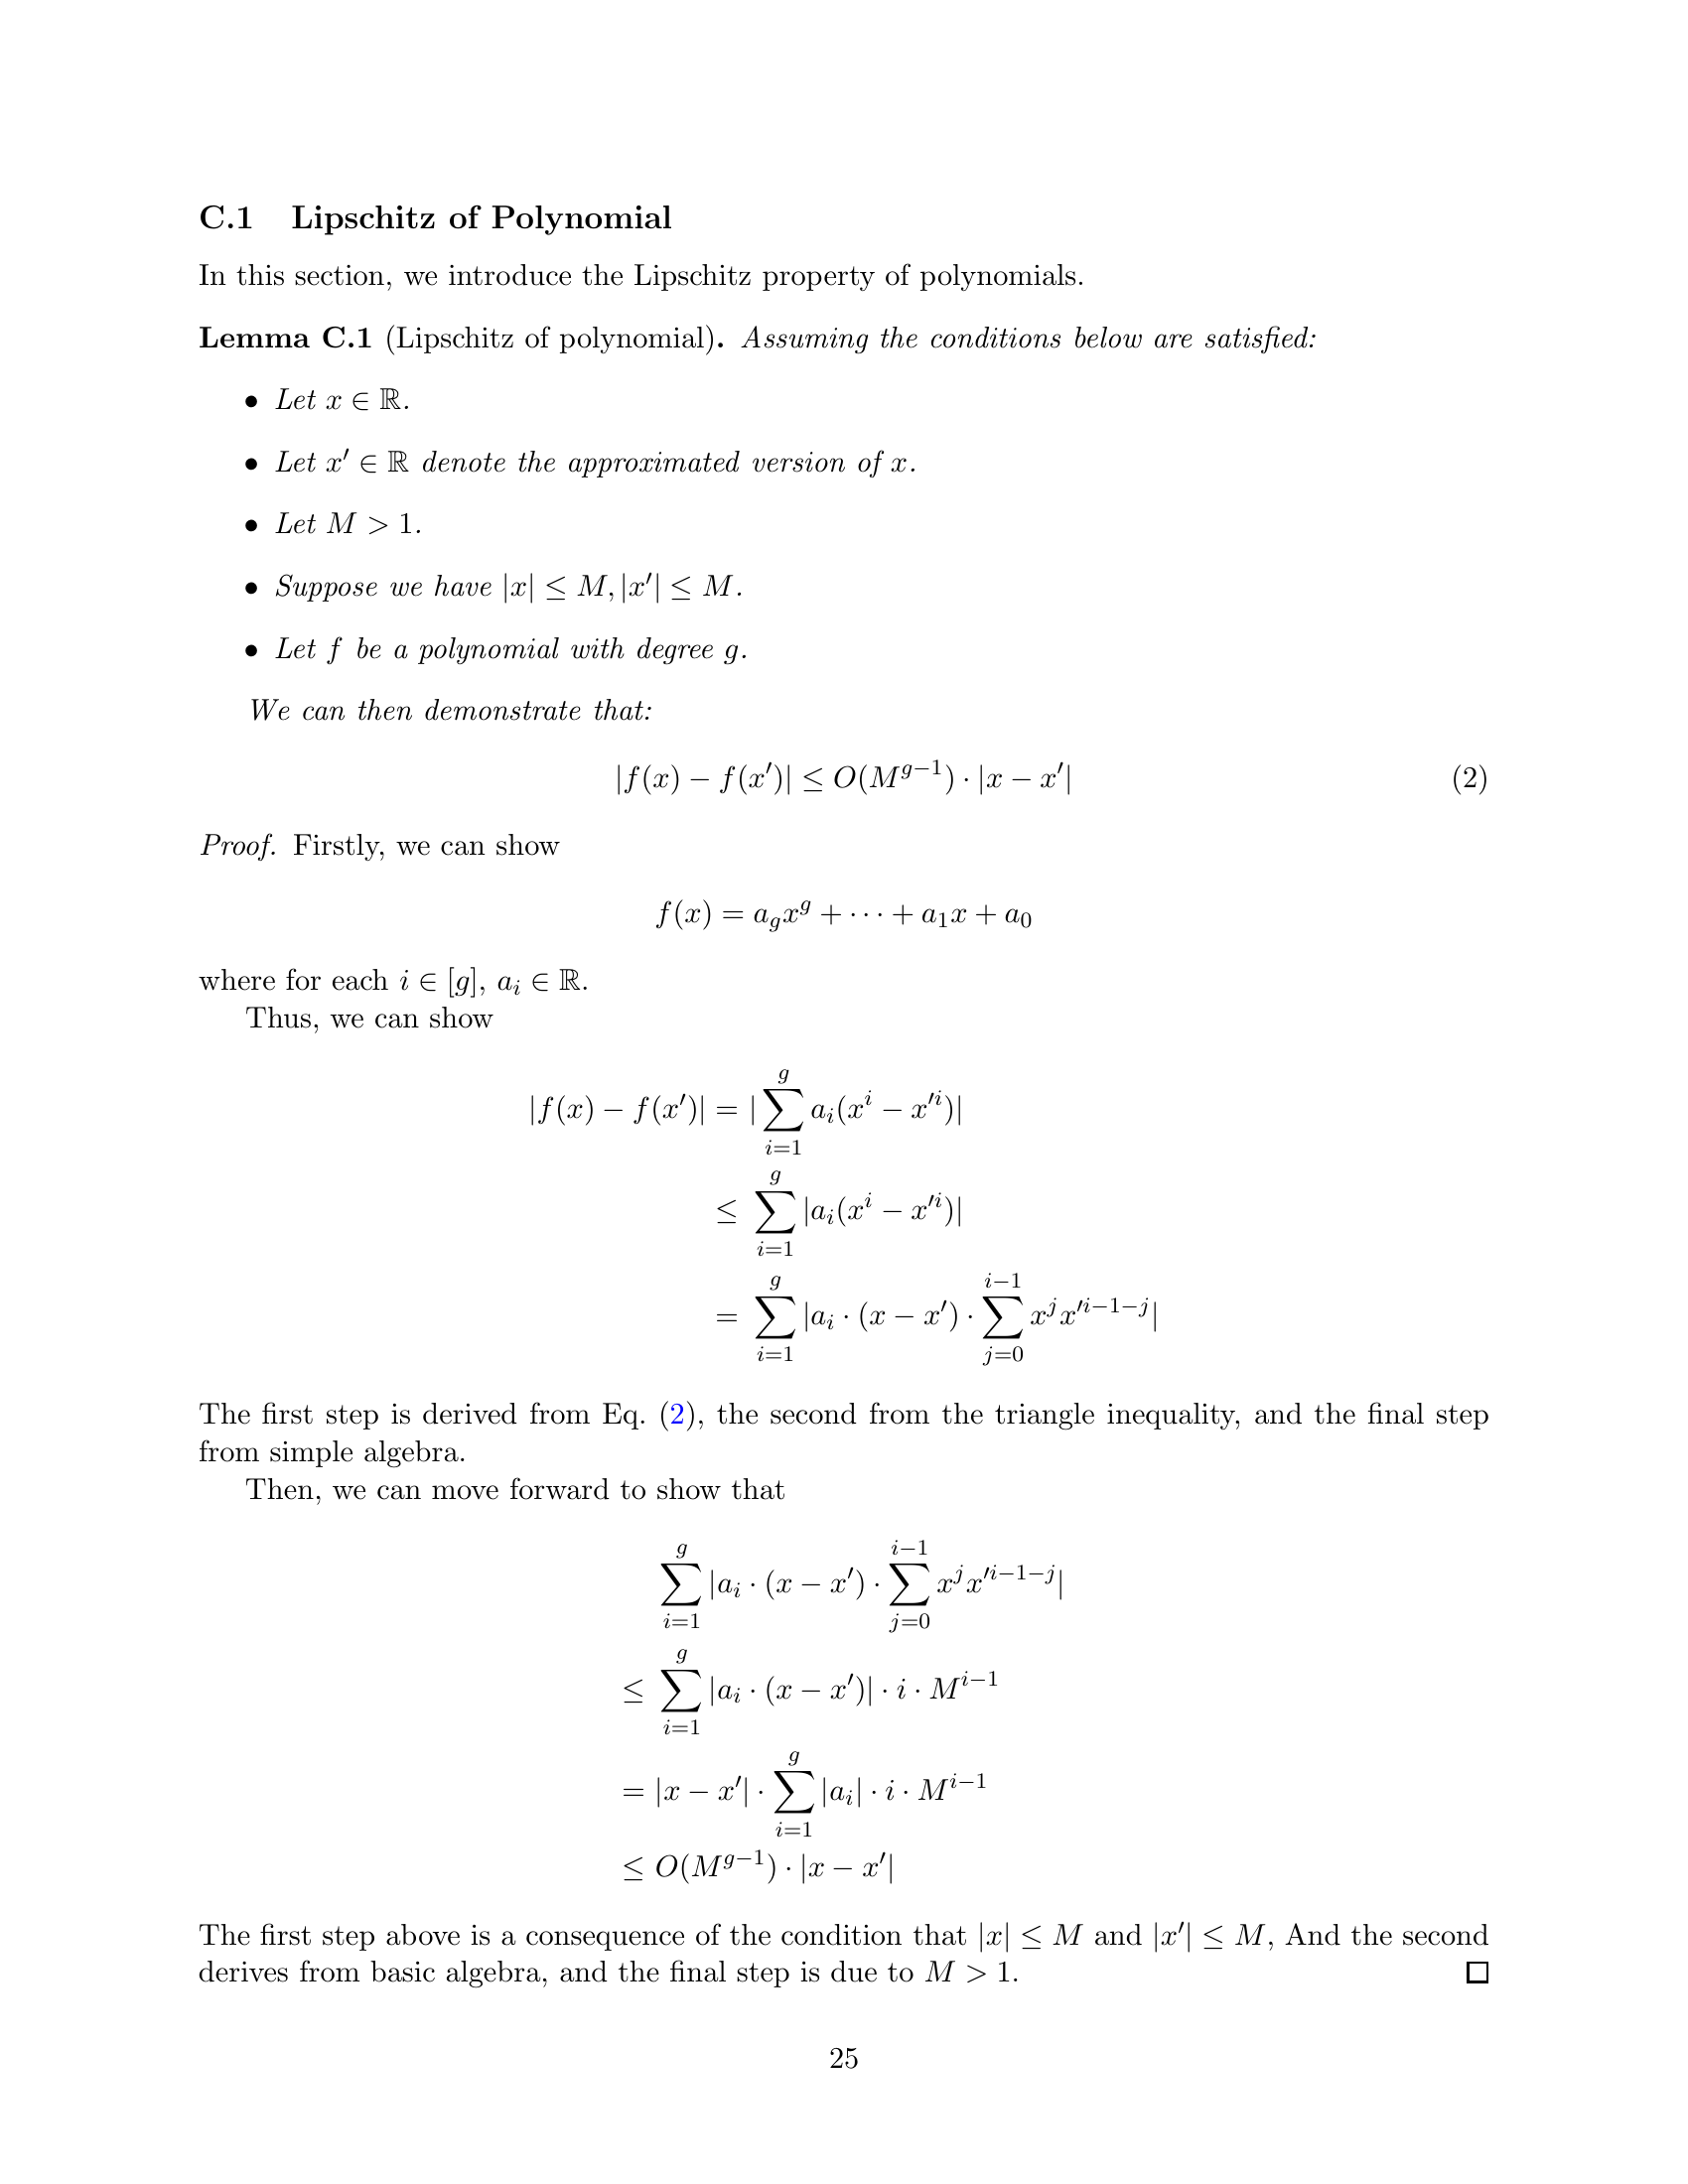 C.1 Lipschitz of Polynomial
In this section, we introduce the Lipschitz property of polynomials.
Lemma C.1 (Lipschitz of polynomial). Assuming the conditions below are satisfied:
• Let $x \in \mathbb{R}$.
• Let $x' \in \mathbb{R}$ denote the approximated version of $x$.
• Let $M > 1$.
• Suppose we have $|x| \leq M, |x'| \leq M$.
• Let $f$ be a polynomial with degree $g$.
We can then demonstrate that:
$|f(x) - f(x')| \leq O(M^{g-1}) \cdot |x - x'|$ (2)
Proof. Firstly, we can show
$f(x) = a_g x^g + \cdots + a_1 x + a_0$
where for each $i \in [g]$, $a_i \in \mathbb{R}$.
Thus, we can show
$|f(x) - f(x')| = |\sum_{i=1}^{g} a_i (x^i - x'^i)|$
$\leq \sum_{i=1}^{g} |a_i (x^i - x'^i)|$
$= \sum_{i=1}^{g} |a_i \cdot (x - x') \cdot \sum_{j=0}^{i-1} x^j x'^{i-1-j}|$
The first step is derived from Eq. (2), the second from the triangle inequality, and the final step
from simple algebra.
Then, we can move forward to show that
$\sum_{i=1}^{g} |a_i \cdot (x - x') \cdot \sum_{j=0}^{i-1} x^j x'^{i-1-j}|$
$\leq \sum_{i=1}^{g} |a_i \cdot (x - x')| \cdot i \cdot M^{i-1}$
$= |x - x'| \cdot \sum_{i=1}^{g} |a_i| \cdot i \cdot M^{i-1}$
$\leq O(M^{g-1}) \cdot |x - x'|$
The first step above is a consequence of the condition that $|x| \leq M$ and $|x'| \leq M$, And the second
derives from basic algebra, and the final step is due to $M > 1$. □
25